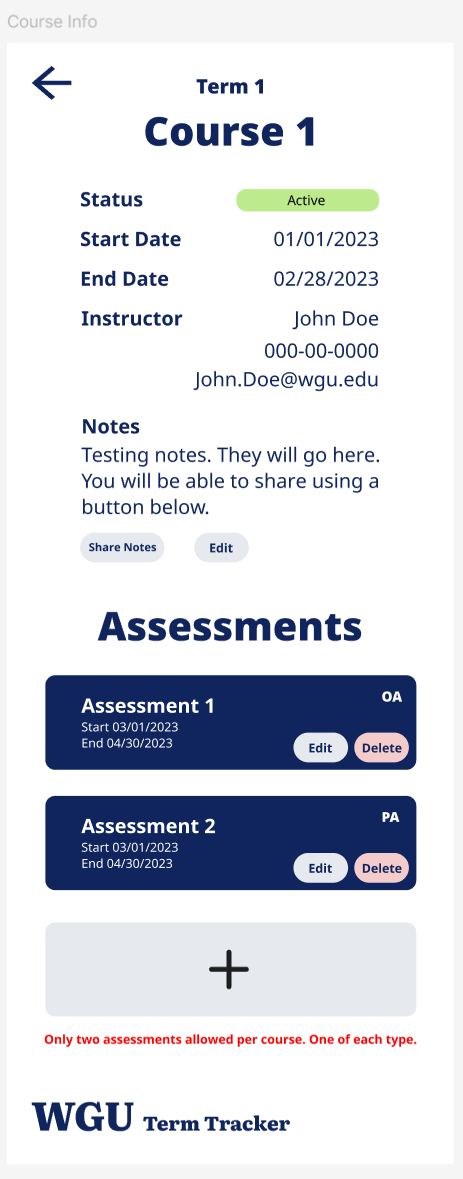 Course Info
Term 1
Course 1
Status Active
Start Date 01/01/2023
End Date 02/28/2023
Instructor John Doe
000-00-0000
John.Doe@wgu.edu
Notes
Testing notes. They will go here.
You will be able to share using a
button below.
Share Notes Edit
Assessments
OA
Assessment 1
Start 03/01/2023
End 04/30/2023
Edit Delete
PA
Assessment 2
Start 03/01/2023
End 04/30/2023
Edit Delete
Only two assessments allowed per course. One of each type.
WGU Term Tracker